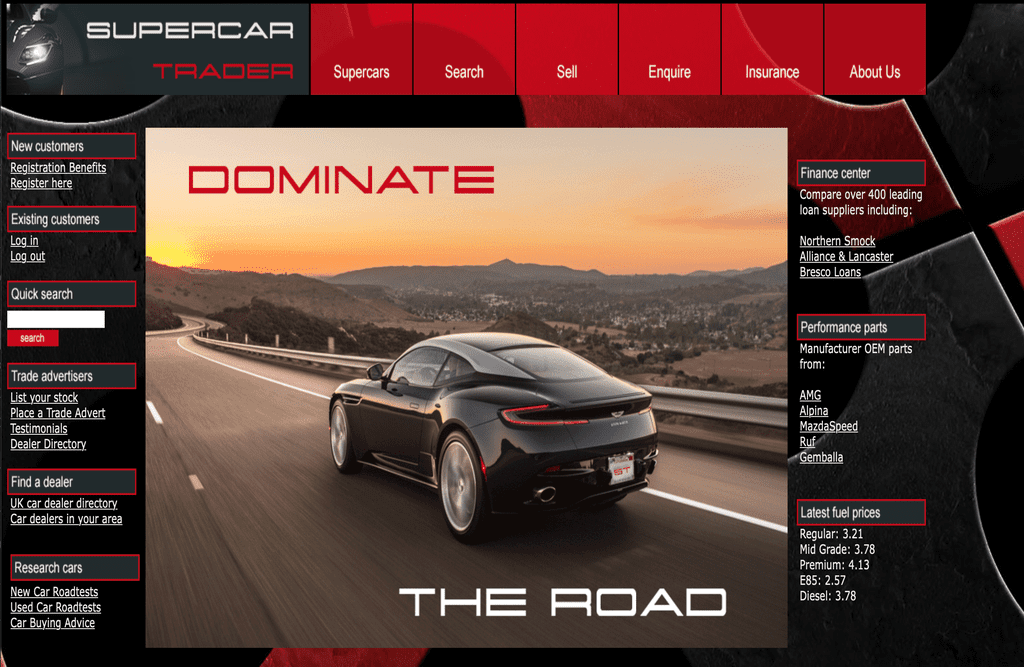 SUPERCAR
TRADER
Supercars
Search
Sell
Enquire
Insurance
About Us
New customers
Registration Benefits
Register here
Existing customers
Log in
Log out
Quick search
search
Trade advertisers
List your stock
Place a Trade Advert
Testimonials
Dealer Directory
Find a dealer
UK car dealer directory
Car dealers in your area
Research cars
New Car Roadtests
Used Car Roadtests
Car Buying Advice
DOMINATE
THE ROAD
ST
Finance center
Compare over 400 leading
loan suppliers including:
Northern Smock
Alliance & Lancaster
Bresco Loans
Performance parts
Manufacturer OEM parts
from:
AMG
Alpina
MazdaSpeed
Ruf
Gemballa
Latest fuel prices
Regular: 3.21
Mid Grade: 3.78
Premium: 4.13
E85: 2.57
Diesel: 3.78